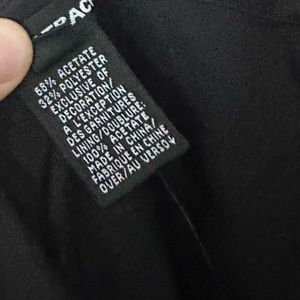 68% ACETATE
32% POLYESTER
EXCLUSIVE OF
DECORATION/
A L'EXCEPTION
DES GARNITURES
LINING/DOUBLURE:
100% ACETATE
MADE IN CHINA/
FABRIQUÉ EN CHINE
OVER/AU VERSO